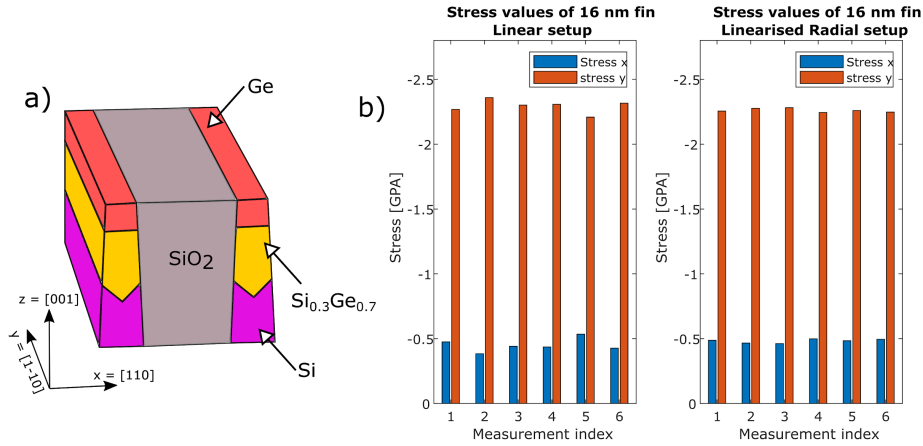 a)
Ge
SiO2
Si0.3Ge0.7
Si
z = [001]
y = [1-10]
x = [110]
b)
Stress values of 16 nm fin
Linear setup
Stress x
stress y
Stress [GPA]
-2.5
-2
-1.5
-1
-0.5
0
1 2 3 4 5 6
Measurement index
Stress values of 16 nm fin
Linearised Radial setup
Stress x
stress y
Stress [GPA]
-2.5
-2
-1.5
-1
-0.5
0
1 2 3 4 5 6
Measurement index